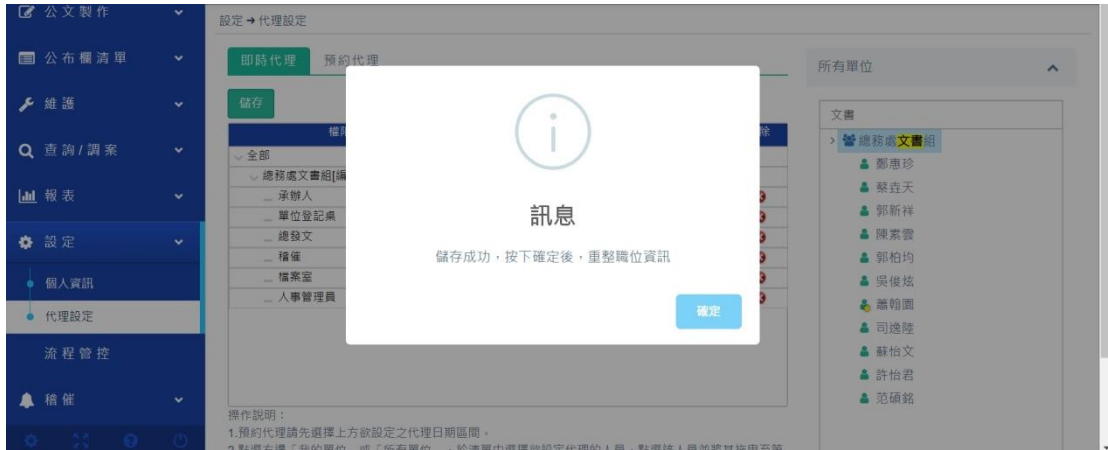 公文製作
公布欄清單
維護
查詢/調案
報表
設定
個人資訊
代理設定
流程管控
稽催
設定➔代理設定
即時代理
預約代理
儲存
全部
總務處文書組[編
承辦人
單位登記桌
總發文
稽催
檔案室
人事管理員
操作說明:
1.預約代理請先選擇上方欲設定之代理日期區間。
訊息
儲存成功,按下確定後,重整職位資訊
確定
所有單位
文書
總務處文書組
鄭惠珍
蔡垚天
郭新祥
陳素雲
郭柏均
吳俊炫
蕭翰園
司逸陸
蘇怡文
許怡君
范碩銘